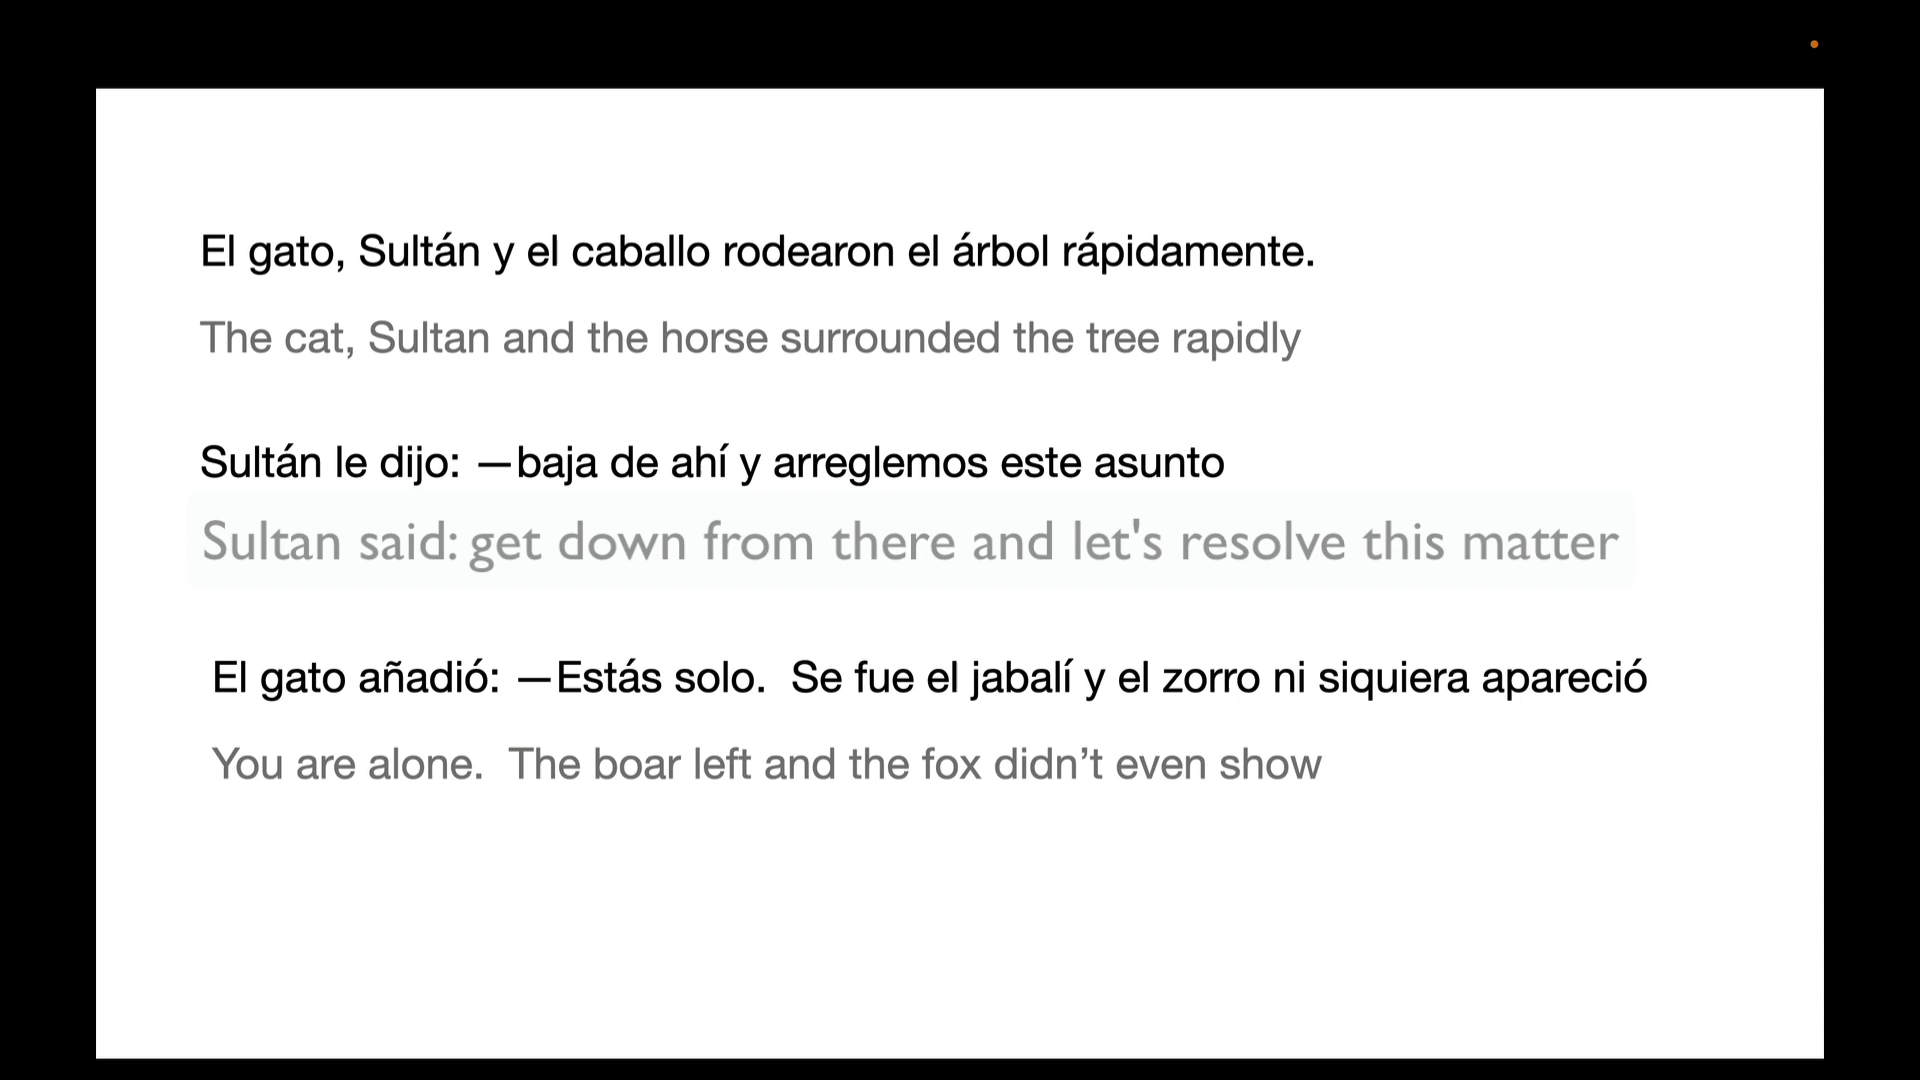 El gato, Sultán y el caballo rodearon el árbol rápidamente.
The cat, Sultan and the horse surrounded the tree rapidly
Sultán le dijo: —baja de ahí y arreglemos este asunto
Sultan said: get down from there and let's resolve this matter
El gato añadió: —Estás solo.  Se fue el jabalí y el zorro ni siquiera apareció
You are alone.  The boar left and the fox didn’t even show